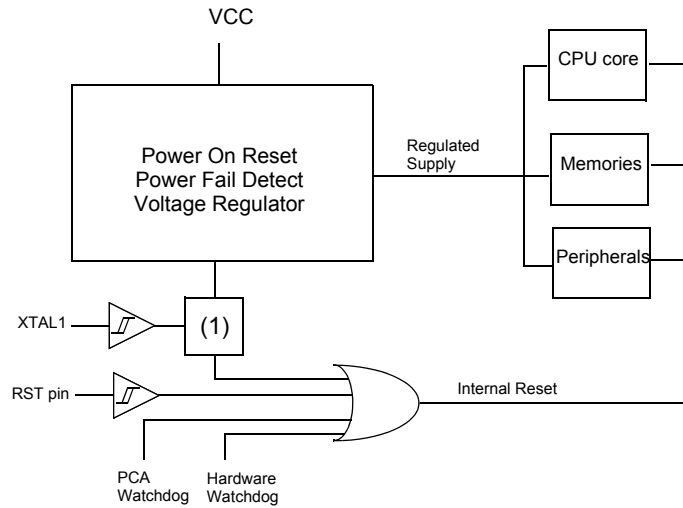 VCC
CPU core
Power On Reset
Power Fail Detect
Voltage Regulator
Regulated
Supply
Memories
Peripherals
XTAL1
(1)
RST pin
Internal Reset
PCA
Watchdog
Hardware
Watchdog